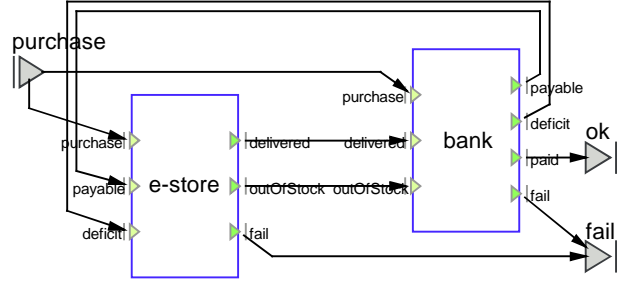 purchase
purchase
payable
deficit
e-store
delivered
outOfStock
fail
purchase
delivered
outOfStock
bank
payable
deficit
paid
fail
ok
fail